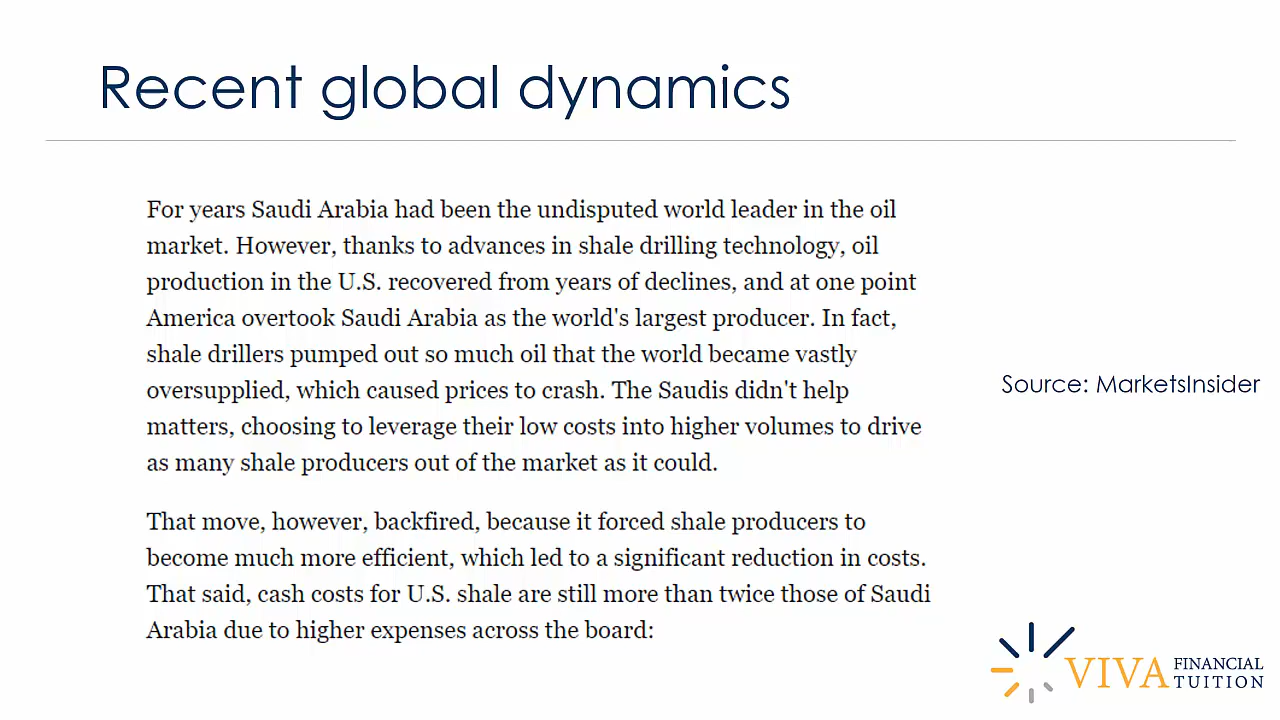 Recent global dynamics
For years Saudi Arabia had been the undisputed world leader in the oil
market. However, thanks to advances in shale drilling technology, oil
production in the U.S. recovered from years of declines, and at one point
America overtook Saudi Arabia as the world's largest producer. In fact,
shale drillers pumped out so much oil that the world became vastly
oversupplied, which caused prices to crash. The Saudis didn't help
matters, choosing to leverage their low costs into higher volumes to drive
as many shale producers out of the market as it could.
That move, however, backfired, because it forced shale producers to
become much more efficient, which led to a significant reduction in costs.
That said, cash costs for U.S. shale are still more than twice those of Saudi
Arabia due to higher expenses across the board:
Source: MarketsInsider
VIVA FINANCIAL
TUITION